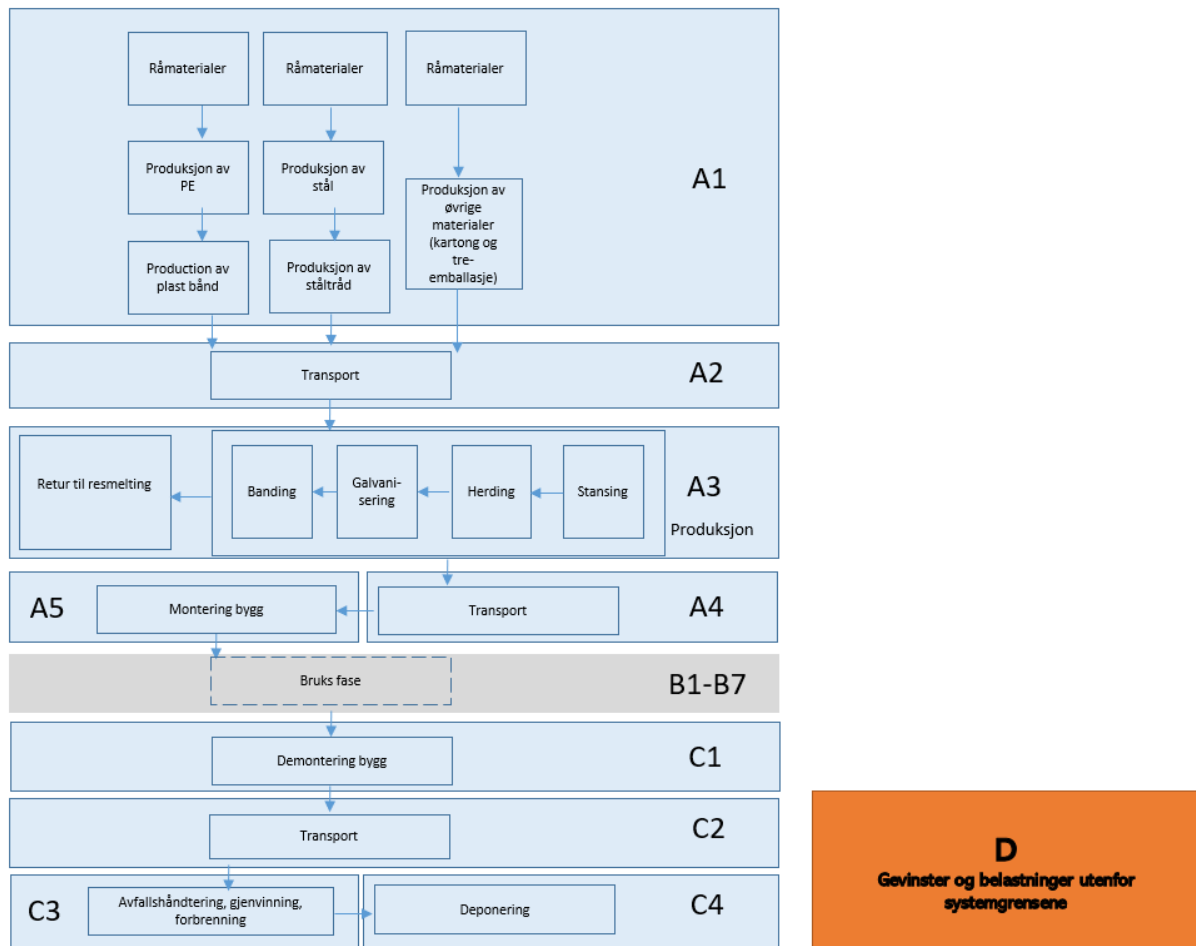 Råmaterialer
Råmaterialer
Råmaterialer
Produksjon av
PE
Produksjon av
stål
Produksjon av
øvrige
materialer
(kartong og
tre-
emballasje)
A1
Production av
plast bånd
Produksjon av
ståltråd
Transport
A2
Retur til resmelting
Banding
Galvani-
sering
Herding
Stansing
A3
Produksjon
A5
Montering bygg
Transport
A4
Bruks fase
B1-B7
Demontering bygg
C1
Transport
C2
C3
Avfallshåndtering, gjenvinning,
forbrenning
Deponering
C4
D
Gevinster og belastninger utenfor
systemgrensene